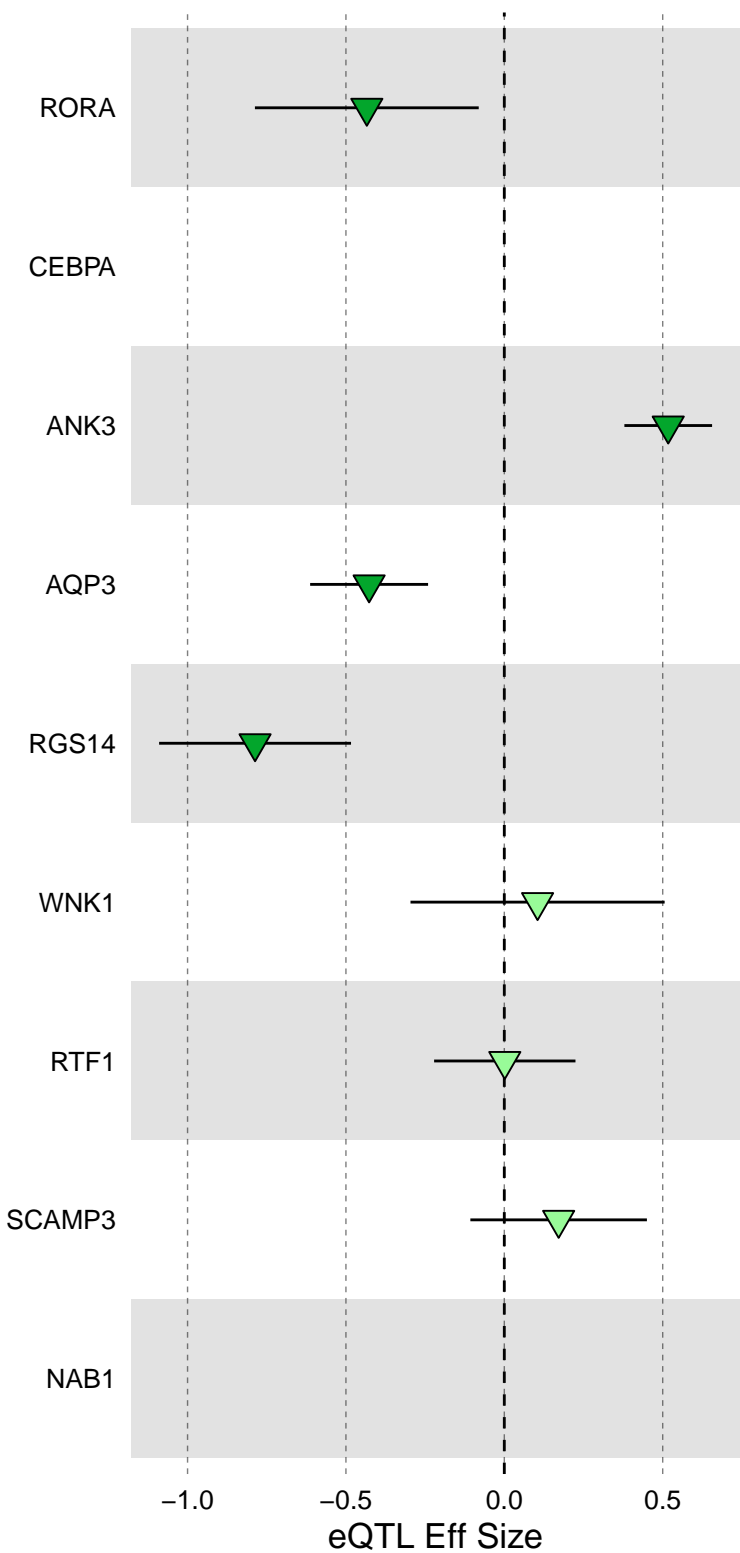 RORA
CEBPA
ANK3
AQP3
RGS14
WNK1
RTF1
SCAMP3
NAB1
−1.0 −0.5 0.0 0.5
eQTL Eff Size